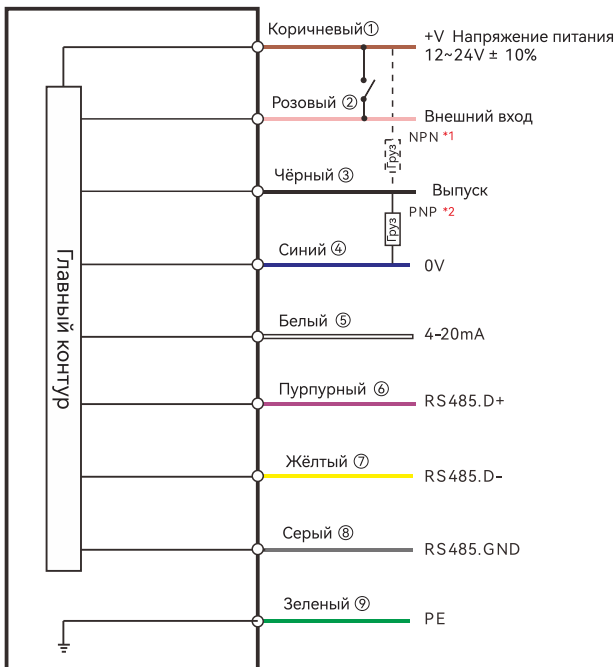 Коричневый①
+V Напряжение питания
12~24V ± 10%
Розовый ②
Внешний вход
NPN *1
Груз
Чёрный ③
Выпуск
PNP *2
Груз
Синий ④
0V
Главный контур
Белый ⑤
4-20mA
Пурпурный ⑥
RS485.D+
Жёлтый ⑦
RS485.D-
Серый ⑧
RS485.GND
Зеленый ⑨
PE